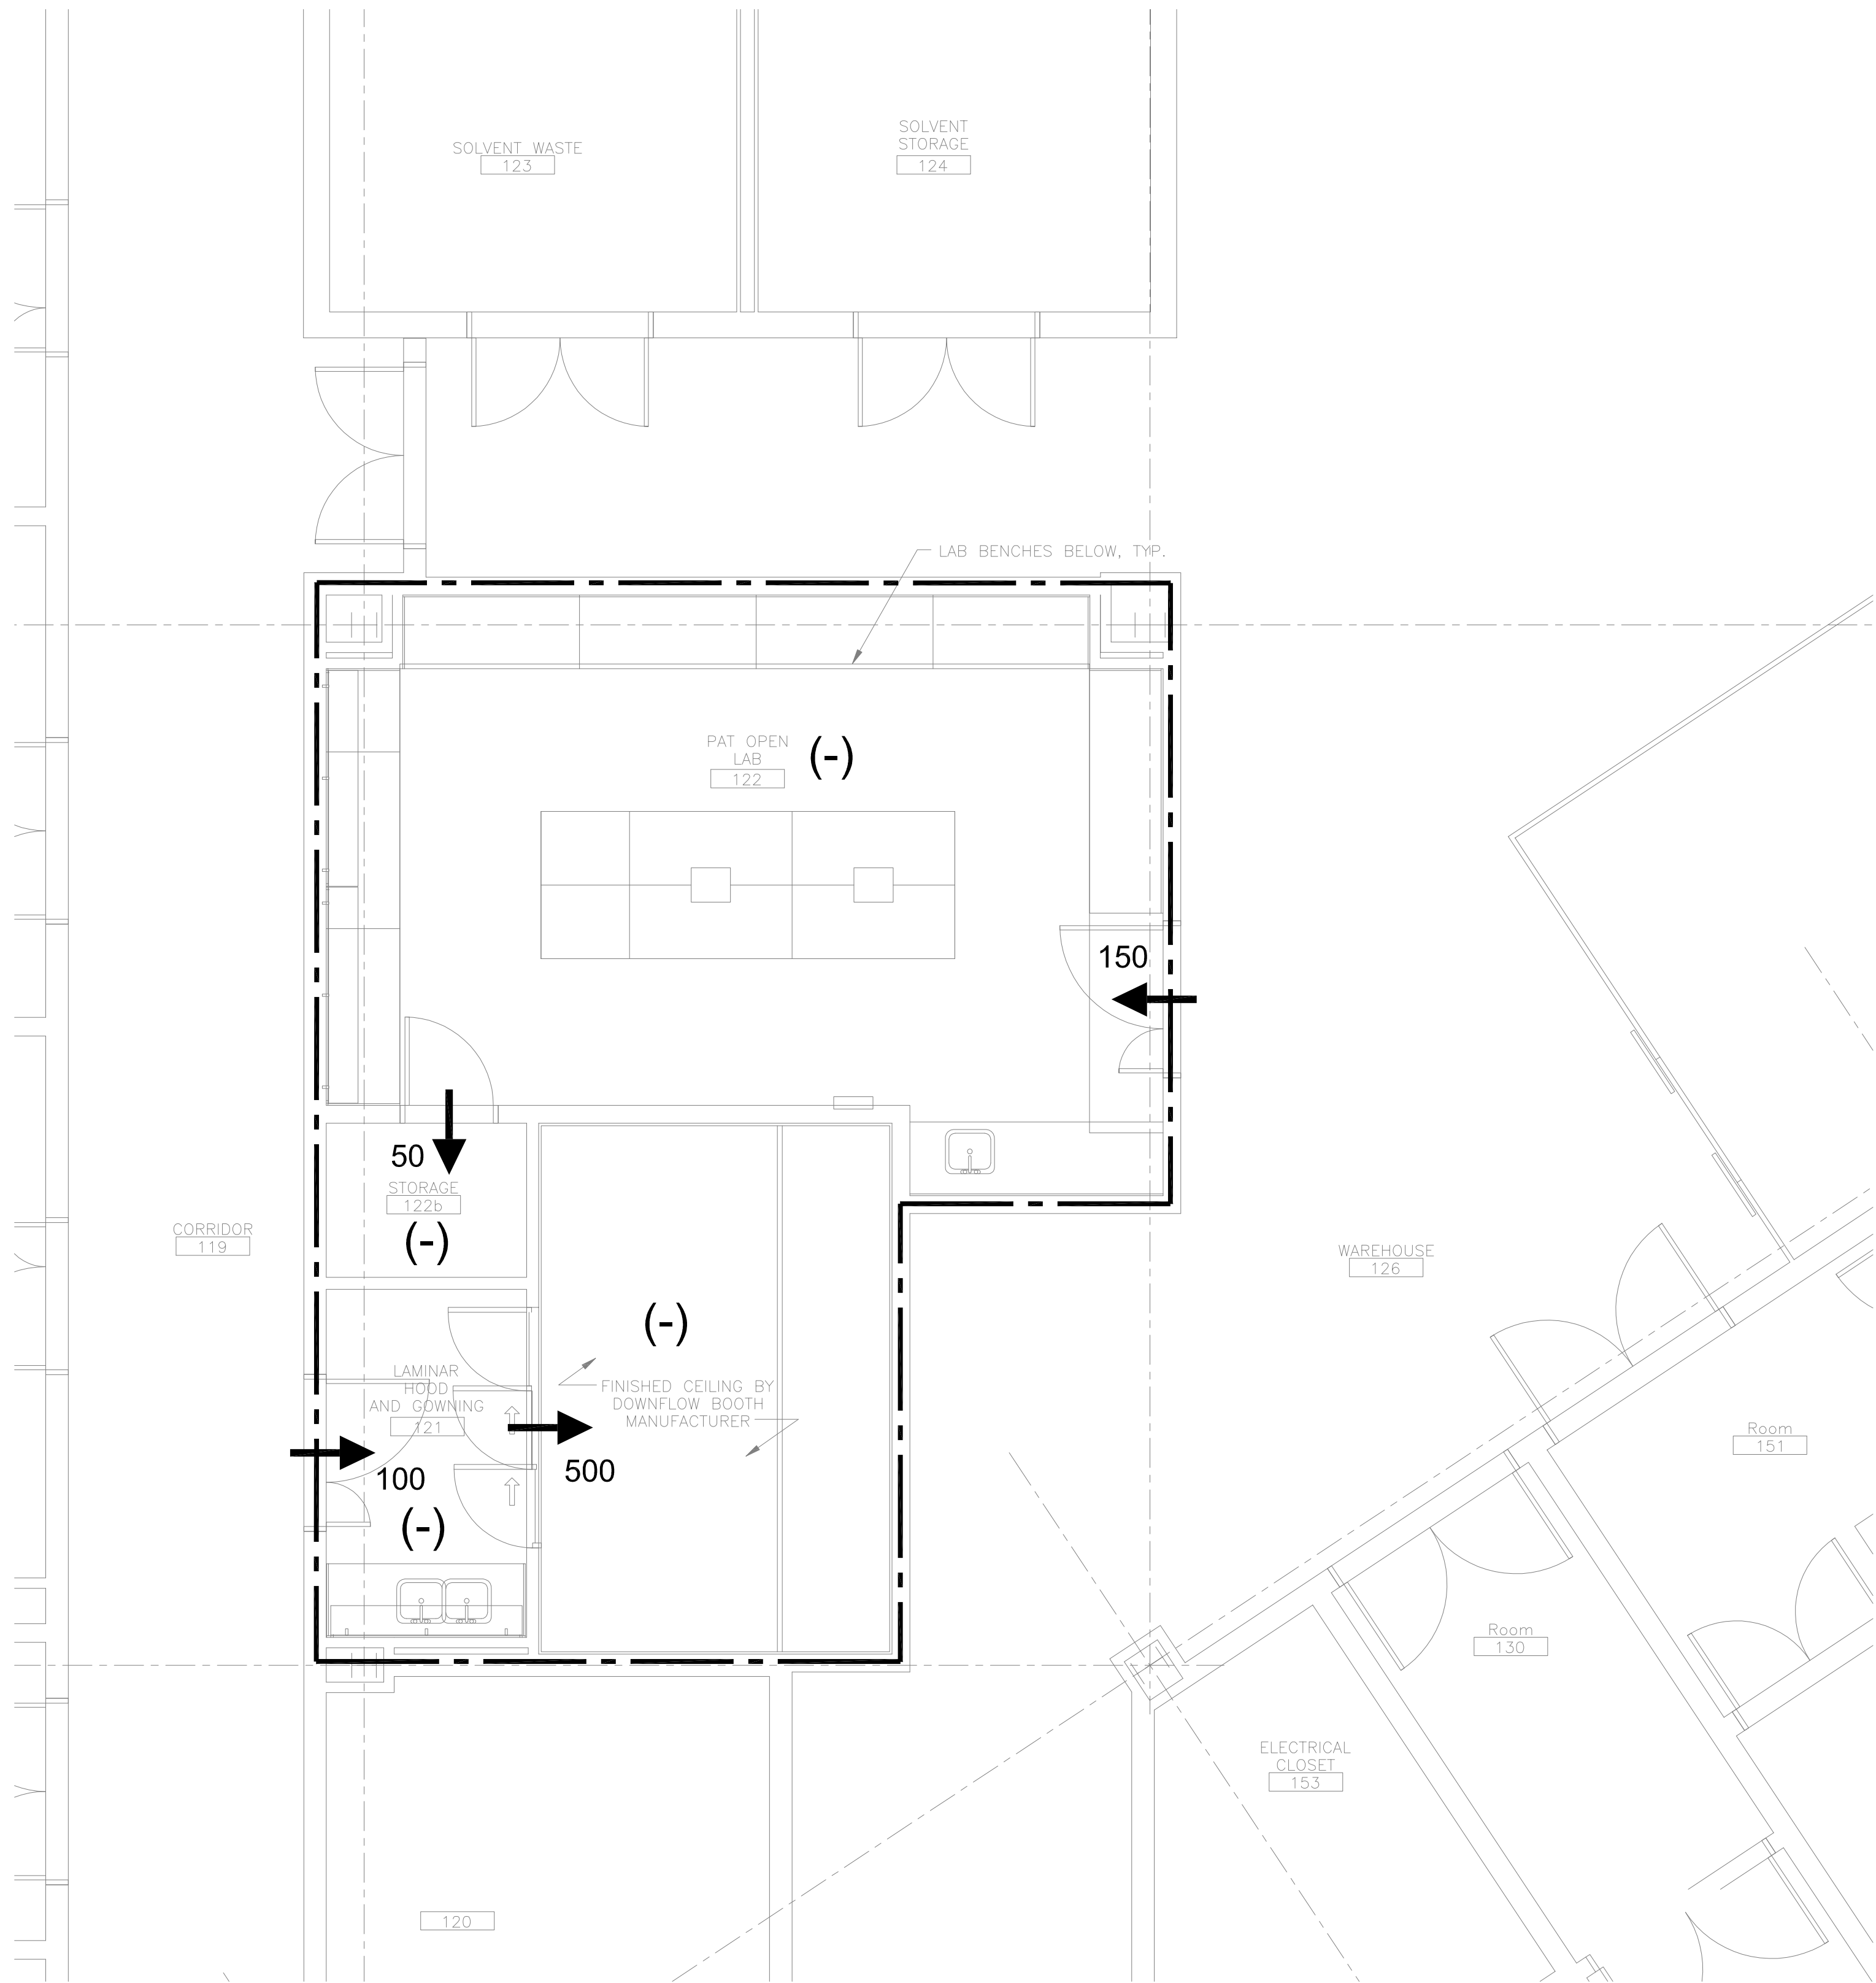 SOLVENT WASTE
123
SOLVENT
STORAGE
124
LAB BENCHES BELOW, TYP.
PAT OPEN
LAB
122
(-)
150
50
STORAGE
122b
(-)
CORRIDOR
119
WAREHOUSE
126
(-)
LAMINAR
HOOD
AND GOWNING
121
FINISHED CEILING BY
DOWNFLOW BOOTH
MANUFACTURER
500
100
(-)
Room
151
Room
130
ELECTRICAL
CLOSET
153
120